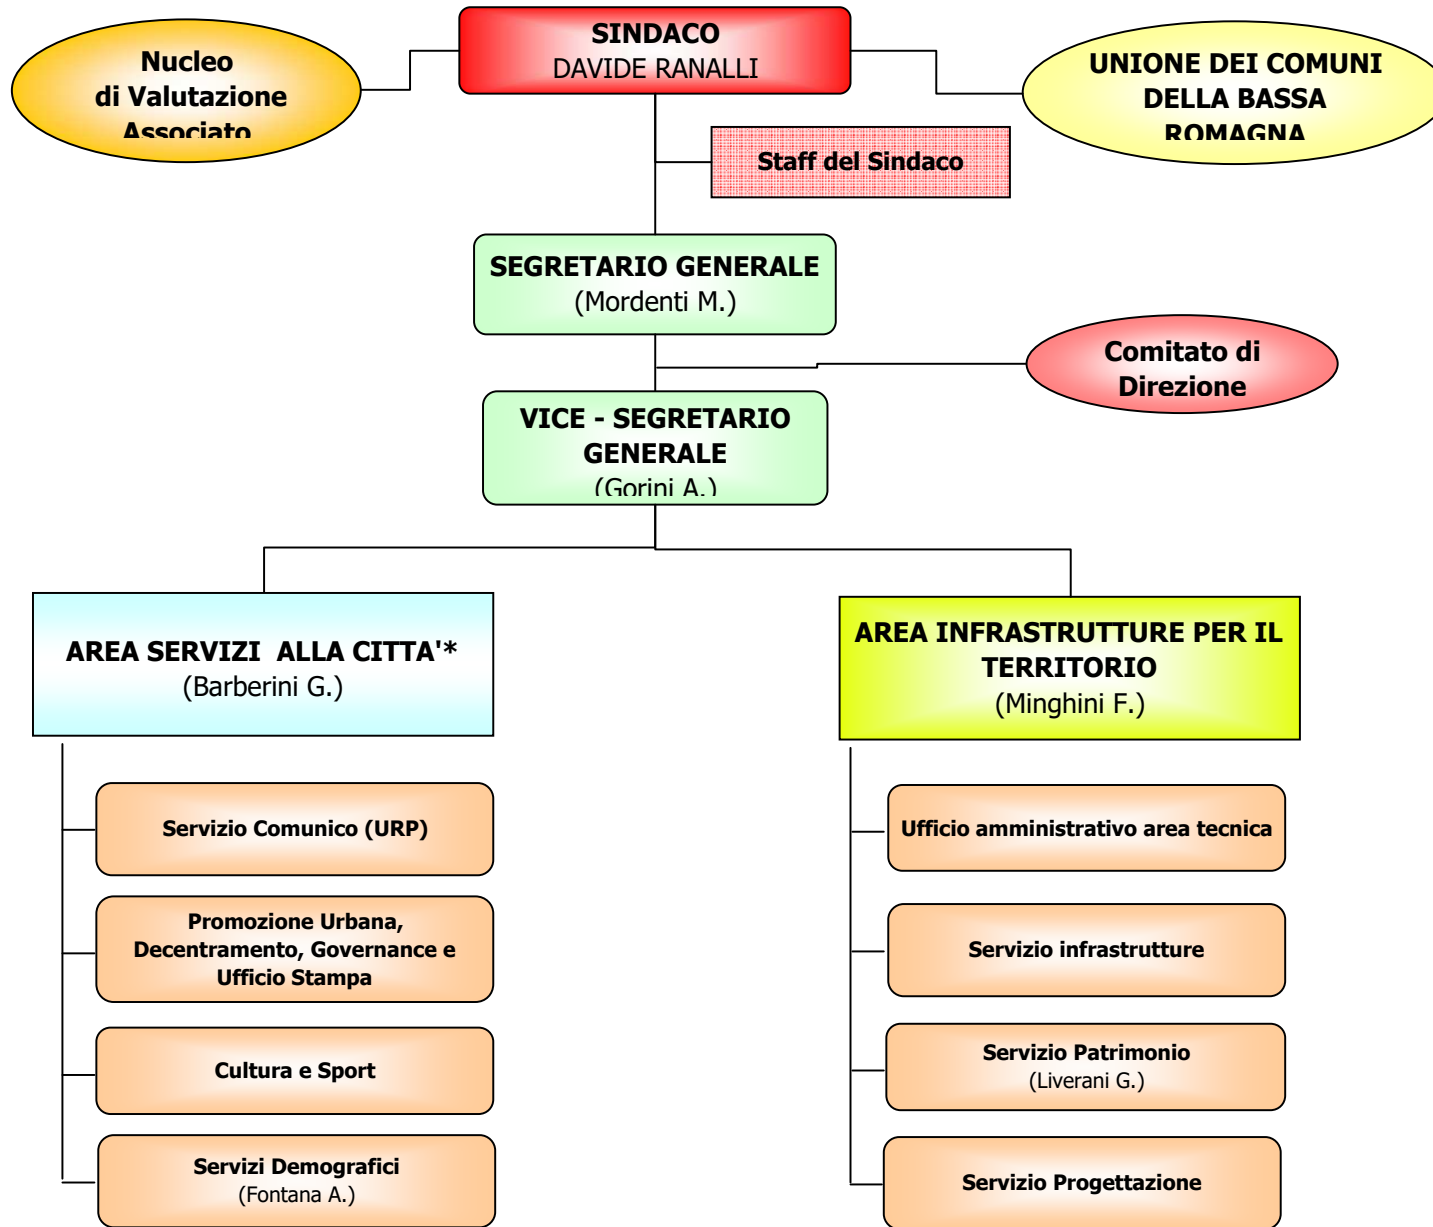 SINDACO
DAVIDE RANALLI
Nucleo
di Valutazione
Associato
UNIONE DEI COMUNI
DELLA BASSA
ROMAGNA
Staff del Sindaco
SEGRETARIO GENERALE
(Mordenti M.)
Comitato di
Direzione
VICE - SEGRETARIO
GENERALE
(Gorini A.)
AREA SERVIZI  ALLA CITTA'*
(Barberini G.)
AREA INFRASTRUTTURE PER IL
TERRITORIO
(Minghini F.)
Servizio Comunico (URP)
Promozione Urbana,
Decentramento, Governance e
Ufficio Stampa
Cultura e Sport
Servizi Demografici
(Fontana A.)
Ufficio amministrativo area tecnica
Servizio infrastrutture
Servizio Patrimonio
(Liverani G.)
Servizio Progettazione